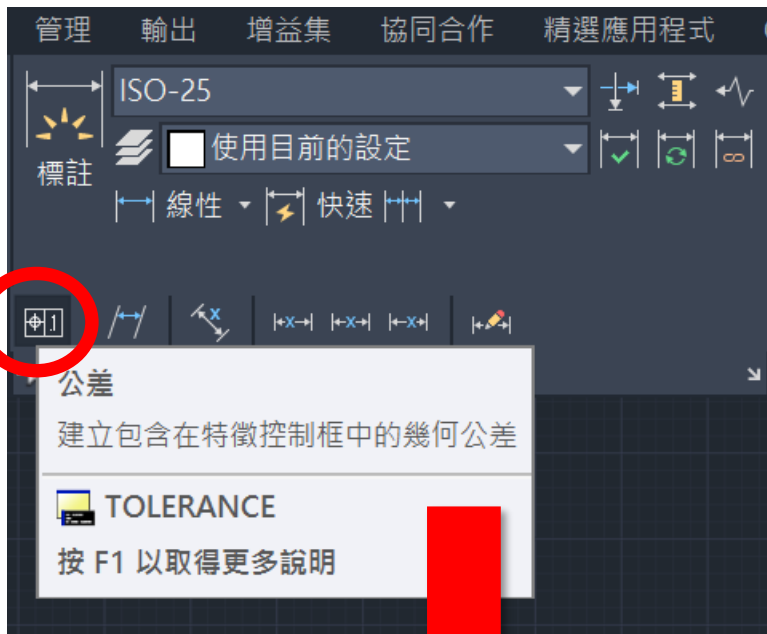 管理 輸出 增益集 協同合作 精選應用程式
ISO-25
使用目前的設定
標註
線性 快速
公差
建立包含在特徵控制框中的幾何公差
TOLERANCE
按 F1 以取得更多說明